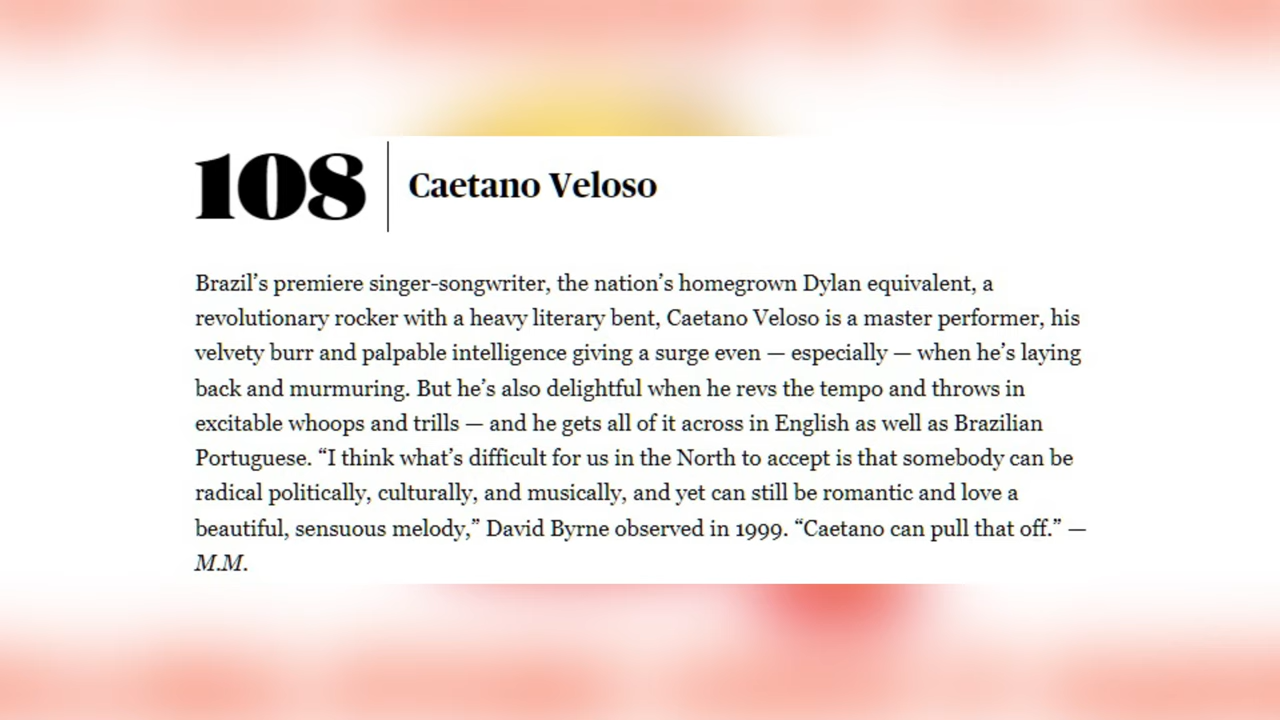 108
Caetano Veloso
Brazil’s premiere singer-songwriter, the nation’s homegrown Dylan equivalent, a
revolutionary rocker with a heavy literary bent, Caetano Veloso is a master performer, his
velvety burr and palpable intelligence giving a surge even — especially — when he’s laying
back and murmuring. But he’s also delightful when he revs the tempo and throws in
excitable whoops and trills — and he gets all of it across in English as well as Brazilian
Portuguese. “I think what’s difficult for us in the North to accept is that somebody can be
radical politically, culturally, and musically, and yet can still be romantic and love a
beautiful, sensuous melody,” David Byrne observed in 1999. “Caetano can pull that off.” —
M.M.